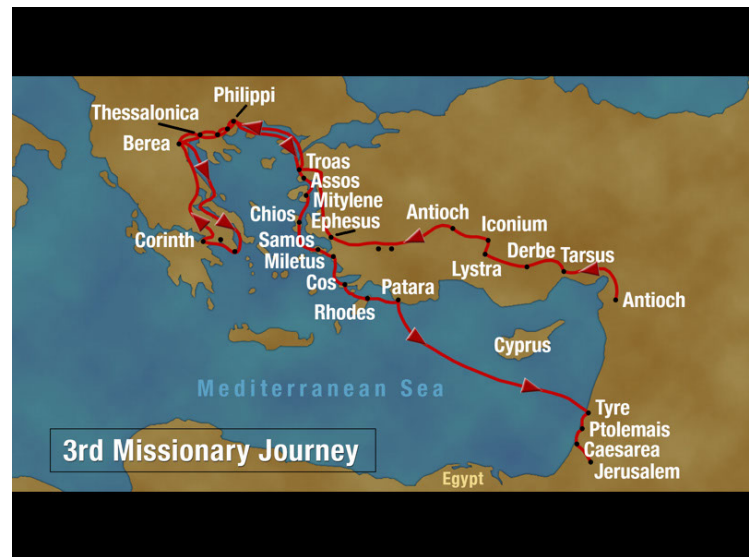 Philippi
Thessalonica
Berea
Troas
Assos
Mitylene
Chios
Ephesus
Antioch
Iconium
Corinth
Samos
Derbe
Tarsus
Miletus
Lystra
Cos
Patara
Antioch
Rhodes
Cyprus
Mediterranean Sea
Tyre
Ptolemais
3rd Missionary Journey
Caesarea
Jerusalem
Egypt